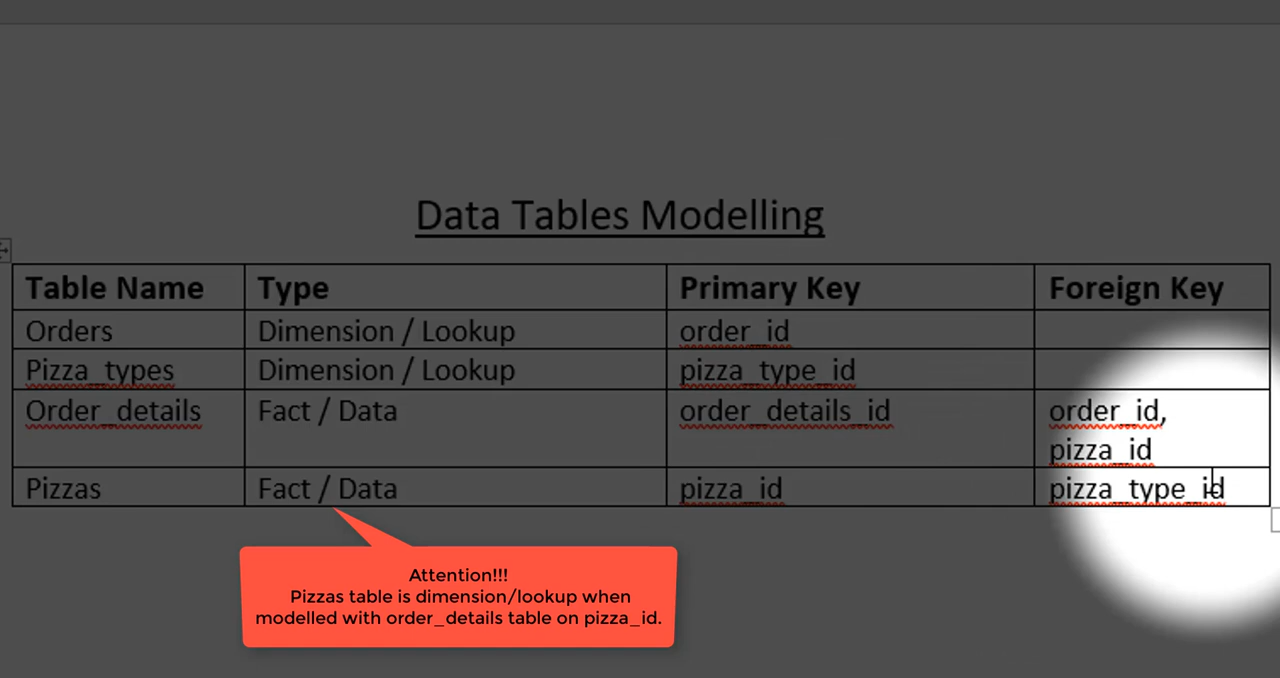 Data Tables Modelling
Table Name Type Primary Key Foreign Key
Orders Dimension / Lookup order_id
Pizza_types Dimension / Lookup pizza_type_id
Order_details Fact / Data order_details_id order_id,
pizza_id
Pizzas Fact / Data pizza_id pizza_type_id
Attention!!!
Pizzas table is dimension/lookup when
modelled with order_details table on pizza_id.